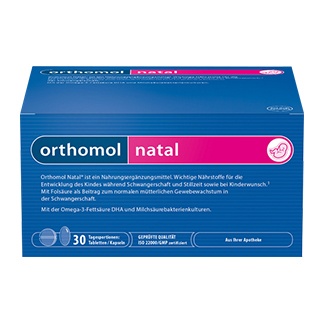 orthomol natal
Orthomol Natal® ist ein Nahrungsergänzungsmittel. Wichtige Nährstoffe für die
Entwicklung des Kindes während Schwangerschaft und Stillzeit sowie bei Kinderwunsch.¹
Mit Folsäure als Beitrag zum normalen mütterlichen Gewebewachstum in
der Schwangerschaft.
Mit der Omega-3-Fettsäure DHA und Milchsäurebakterienkulturen.
30 Tagesportionen:
Tabletten/Kapseln
GEPRÜFTE QUALITÄT
ISO 22000/GMP zertifiziert
Aus Ihrer Apotheke